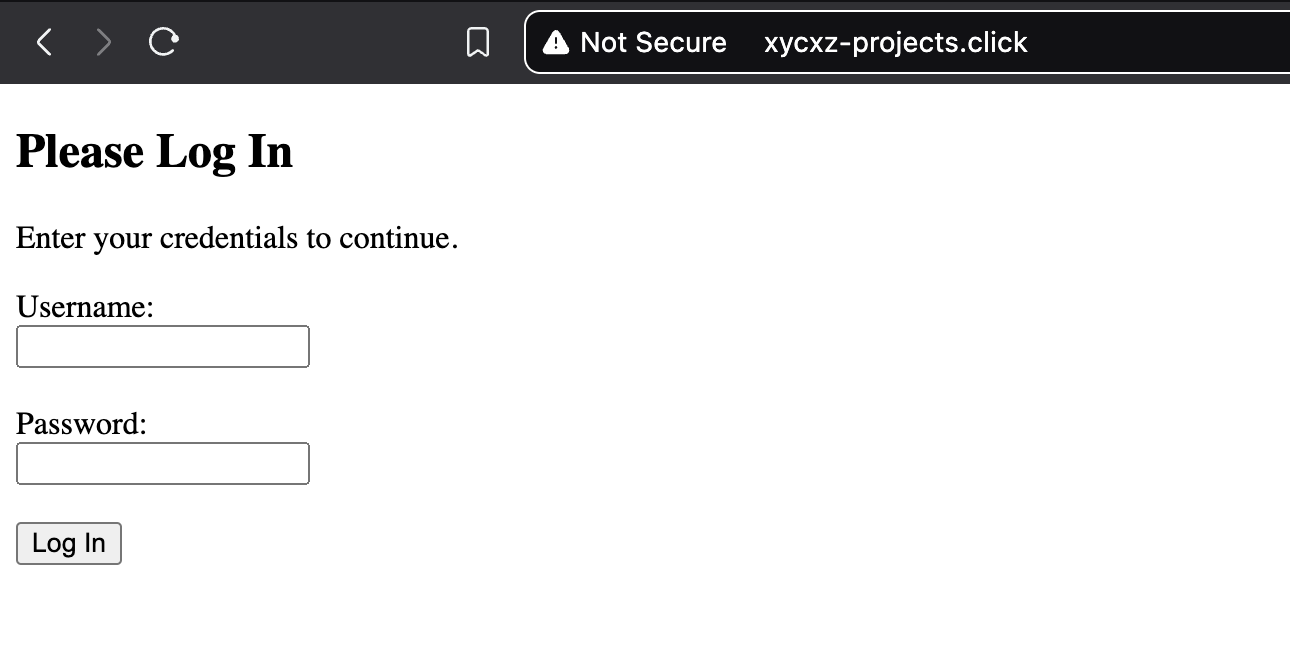 Not Secure xycxz-projects.click
Please Log In
Enter your credentials to continue.
Username:
Password:
Log In